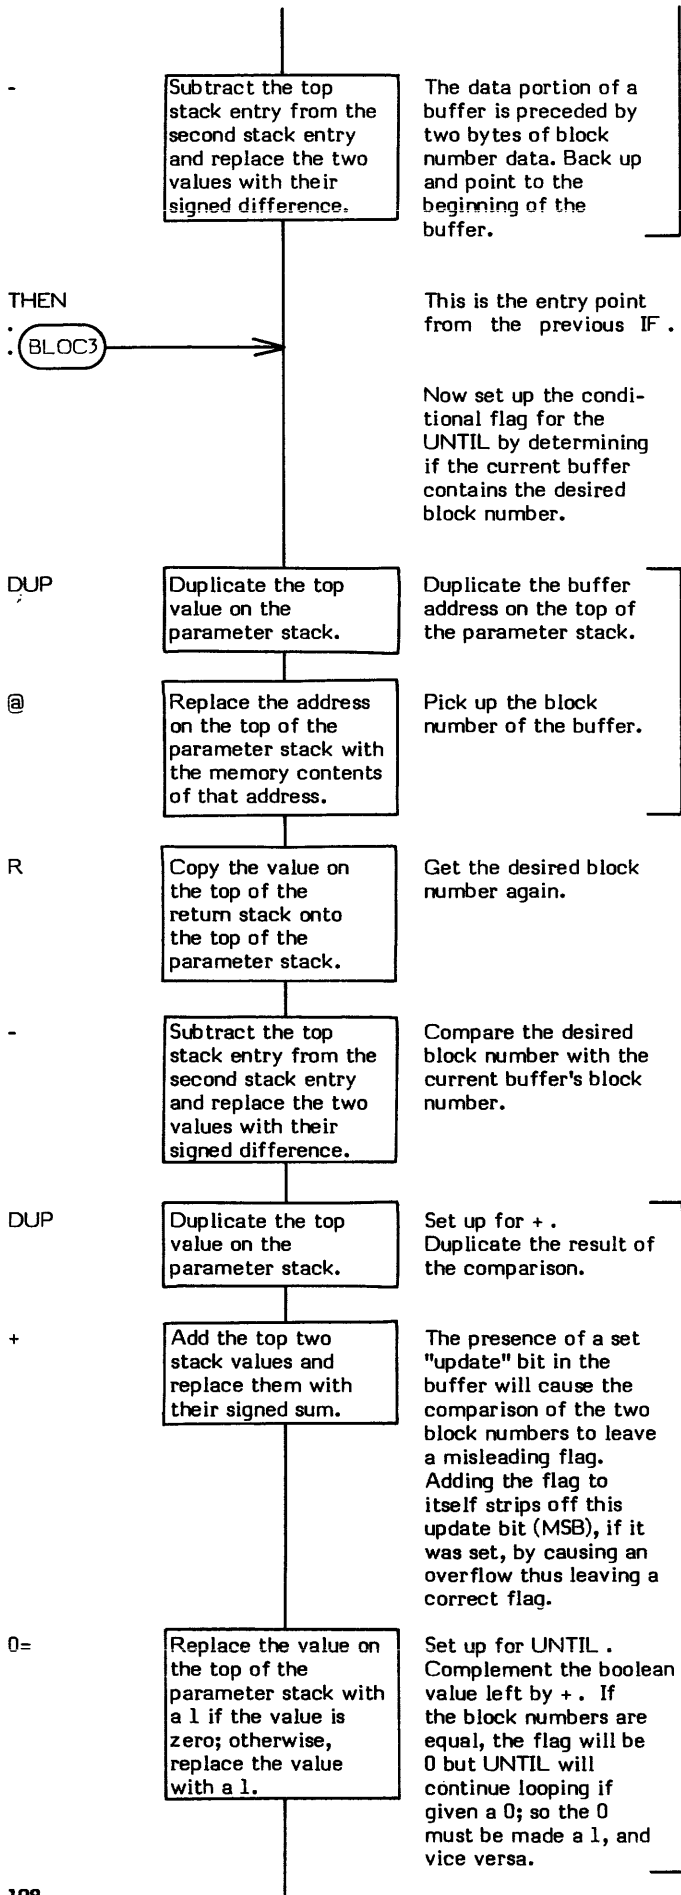 -
Subtract the top
stack entry from the
second stack entry
and replace the two
values with their
signed difference.
The data portion of a
buffer is preceded by
two bytes of block
number data. Back up
and point to the
beginning of the
buffer.
THEN
:
BLOC3
This is the entry point
from the previous IF .
Now set up the condi-
tional flag for the
UNTIL by determining
if the current buffer
contains the desired
block number.
DUP
Duplicate the top
value on the
parameter stack.
Duplicate the buffer
address on the top of
the parameter stack.
@
Replace the address
on the top of the
parameter stack with
the memory contents
of that address.
Pick up the block
number of the buffer.
R
Copy the value on
the top of the
return stack onto
the top of the
parameter stack.
Get the desired block
number again.
-
Subtract the top
stack entry from the
second stack entry
and replace the two
values with their
signed difference.
Compare the desired
block number with the
current buffer's block
number.
DUP
Duplicate the top
value on the
parameter stack.
Set up for + .
Duplicate the result of
the comparison.
+
Add the top two
stack values and
replace them with
their signed sum.
The presence of a set
"update" bit in the
buffer will cause the
comparison of the two
block numbers to leave
a misleading flag.
Adding the flag to
itself strips off this
update bit (MSB), if it
was set, by causing an
overflow thus leaving a
correct flag.
0=
Replace the value on
the top of the
parameter stack with
a 1 if the value is
zero; otherwise,
replace the value
with a 1.
Set up for UNTIL .
Complement the boolean
value left by + . If
the block numbers are
equal, the flag will be
0 but UNTIL will
continue looping if
given a 0; so the 0
must be made a 1, and
vice versa.